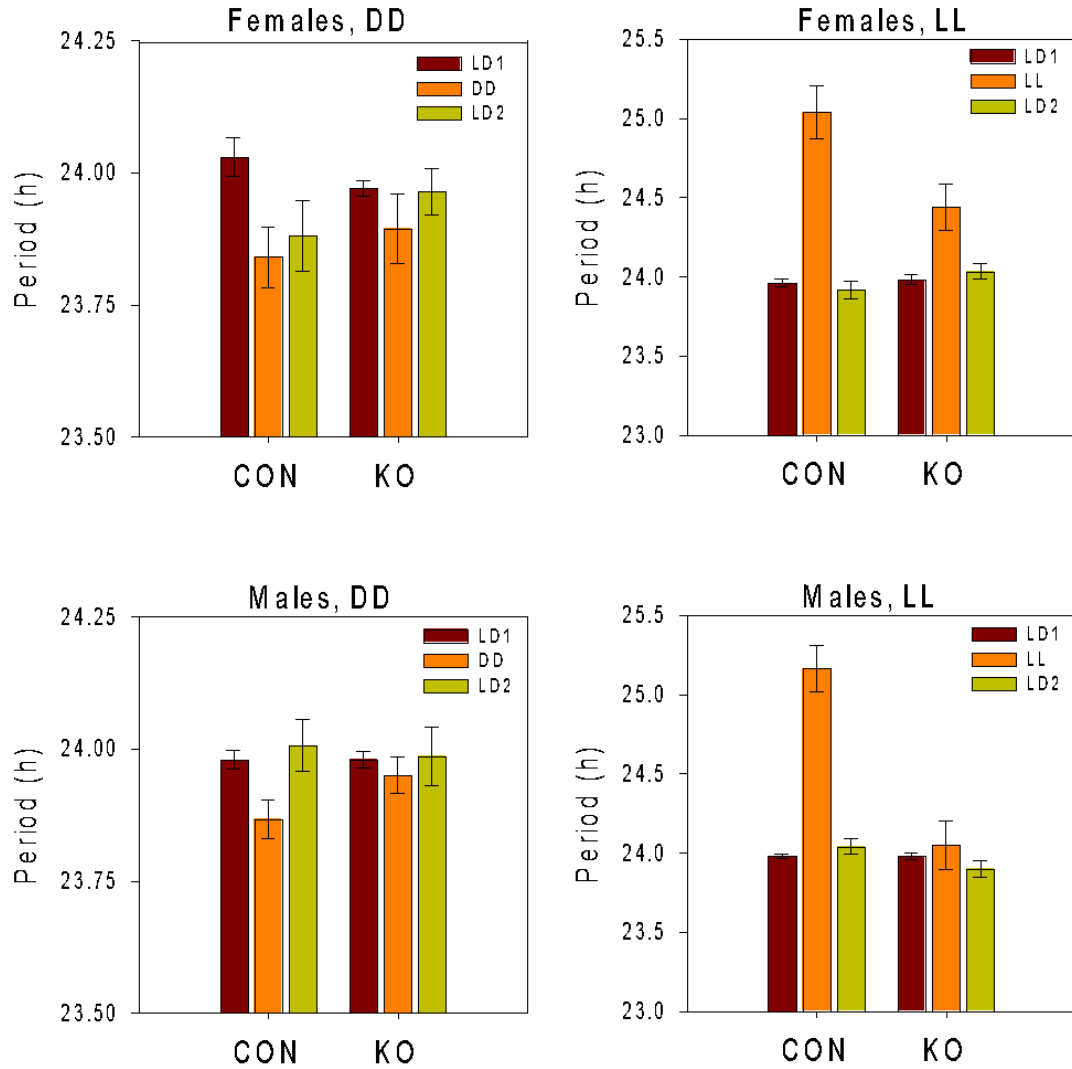 Females, DD
24.25
24.00
23.75
23.50
Period (h)
LD1
DD
LD2
CON KO
Females, LL
25.5
25.0
24.5
24.0
23.5
23.0
Period (h)
LD1
LL
LD2
CON KO
Males, DD
24.25
24.00
23.75
23.50
Period (h)
LD1
DD
LD2
CON KO
Males, LL
25.5
25.0
24.5
24.0
23.5
23.0
Period (h)
LD1
LL
LD2
CON KO